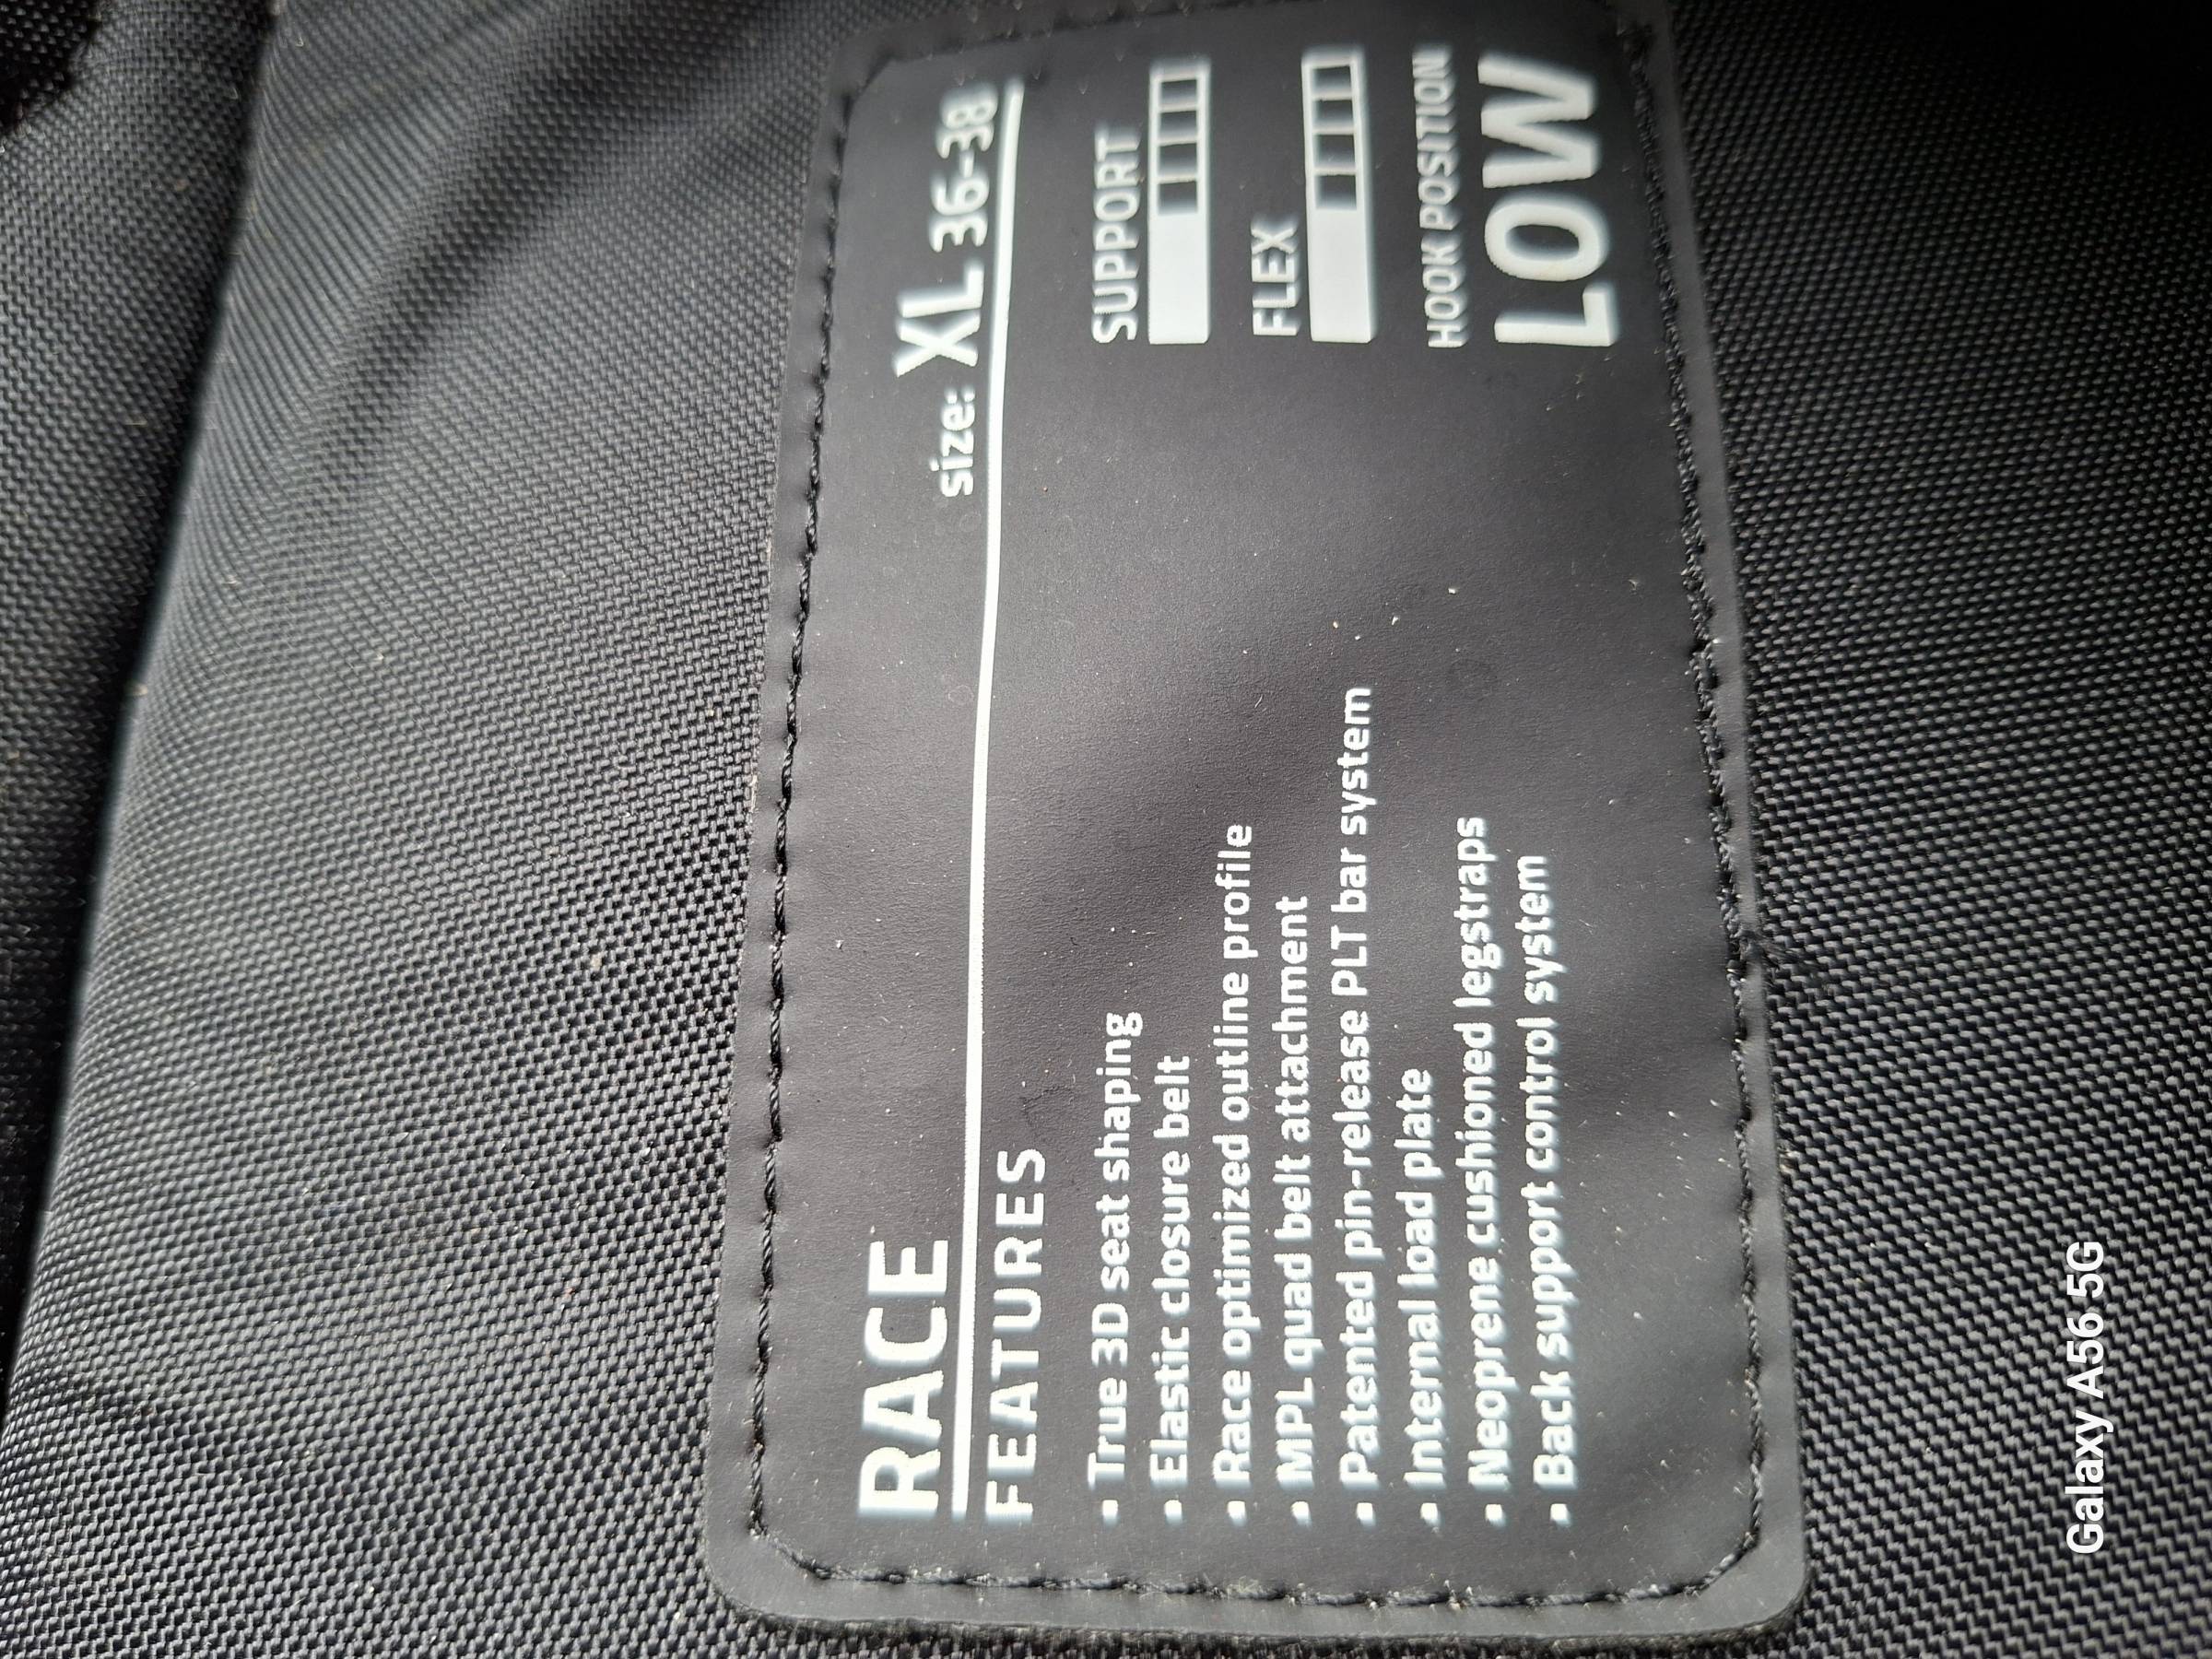 RACE
size: XL 36-38
FEATURES
• True 3D seat shaping
• Elastic closure belt
• Race optimized outline profile
• MPL quad belt attachment
• Patented pin-release PLT bar system
• Internal load plate
• Neoprene cushioned legstraps
• Back support control system
SUPPORT
FLEX
HOOK POSITION
LOW
Galaxy A56 5G